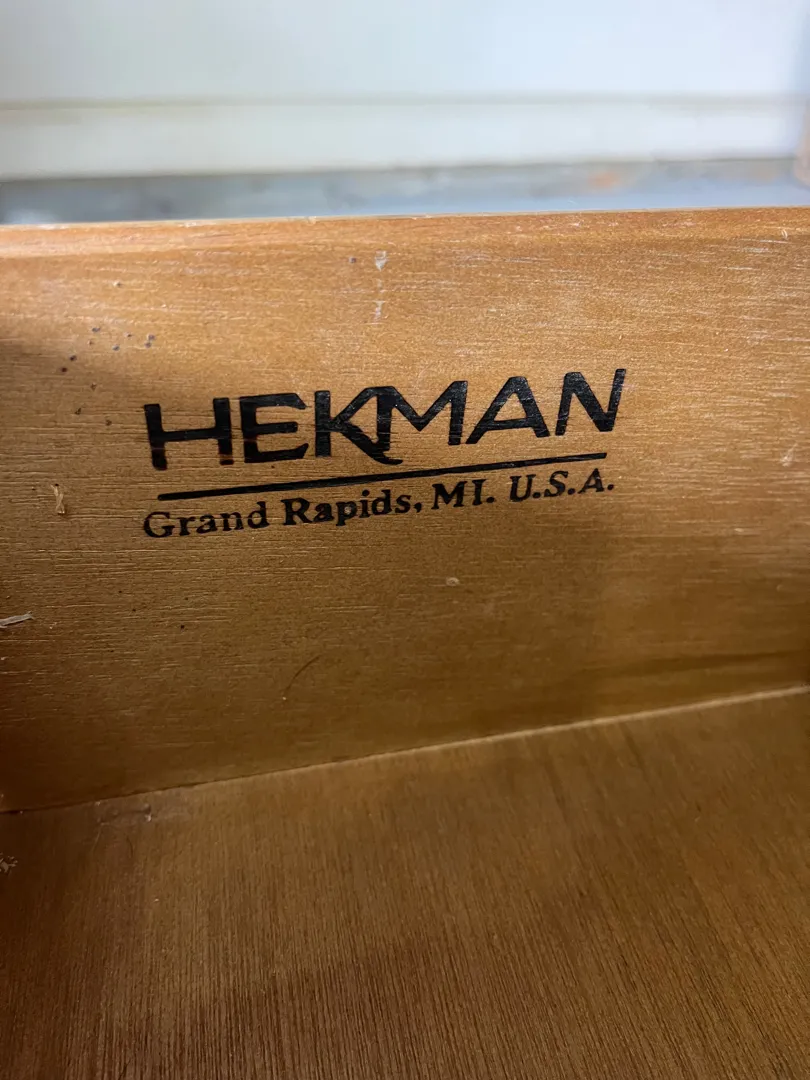 HEKMAN
Grand Rapids, MI. U.S.A.